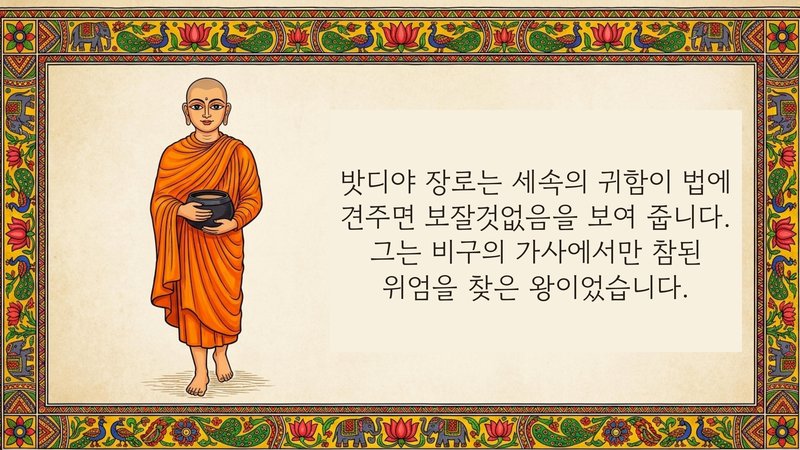 밧디야 장로는 세속의 귀함이 법에
견주면 보잘것없음을 보여 줍니다.
그는 비구의 가사에서만 참된
위엄을 찾은 왕이었습니다.